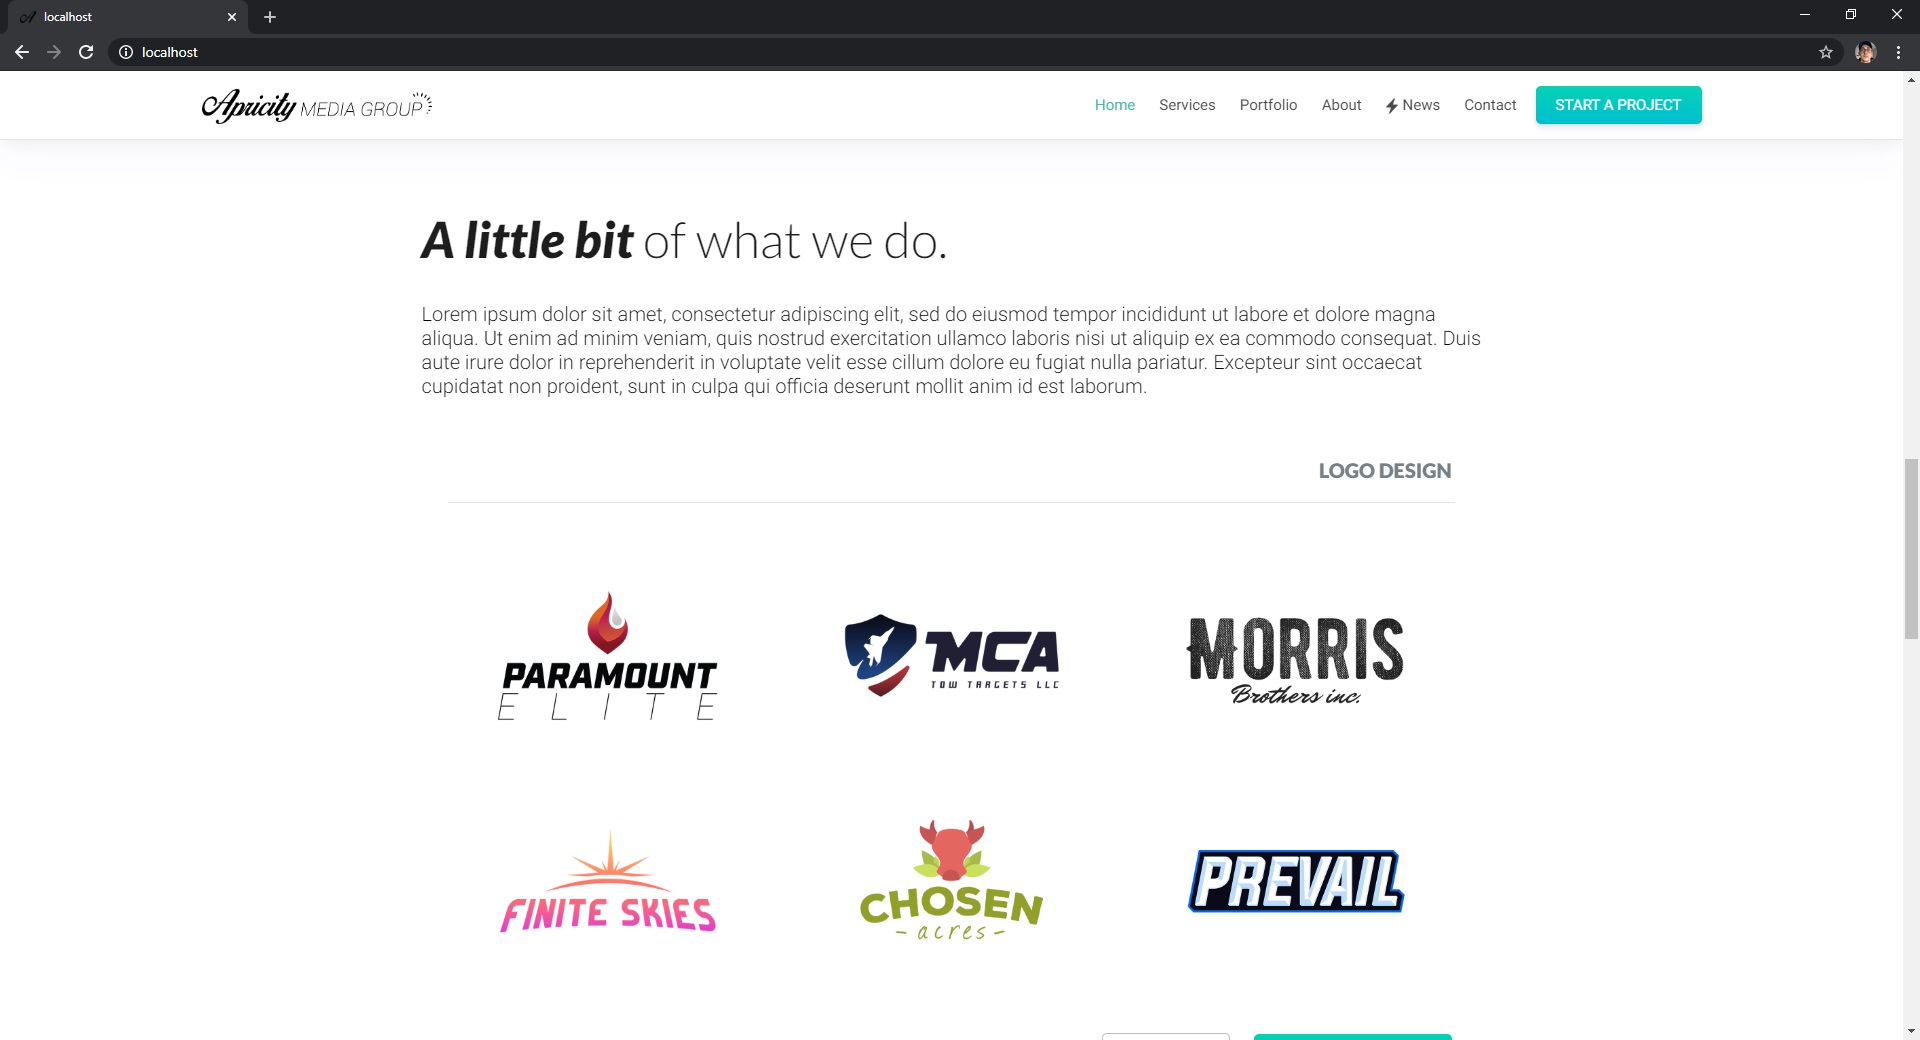 localhost
localhost
Apricity MEDIA GROUP
Home Services Portfolio About News Contact START A PROJECT
A little bit of what we do.
Lorem ipsum dolor sit amet, consectetur adipiscing elit, sed do eiusmod tempor incididunt ut labore et dolore magna
aliqua. Ut enim ad minim veniam, quis nostrud exercitation ullamco laboris nisi ut aliquip ex ea commodo consequat. Duis
aute irure dolor in reprehenderit in voluptate velit esse cillum dolore eu fugiat nulla pariatur. Excepteur sint occaecat
cupidatat non proident, sunt in culpa qui officia deserunt mollit anim id est laborum.
LOGO DESIGN
PARAMOUNT
ELITE
MCA
TOW TARGETS LLC
MORRIS
Brothers inc.
FINITE SKIES
CHOSEN
- acres -
PREVAIL